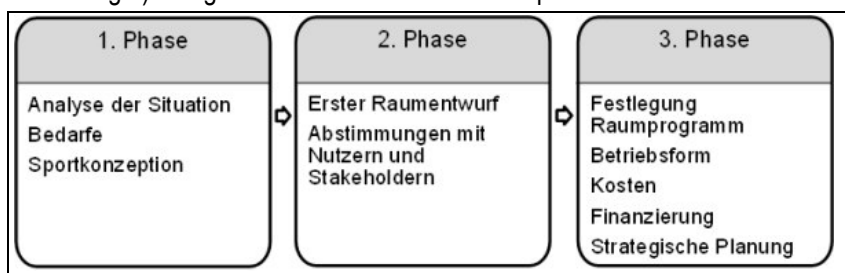 1. Phase
Analyse der Situation
Bedarfe
Sportkonzeption
2. Phase
Erster Raumentwurf
Abstimmungen mit
Nutzern und
Stakeholdern
3. Phase
Festlegung
Raumprogramm
Betriebsform
Kosten
Finanzierung
Strategische Planung